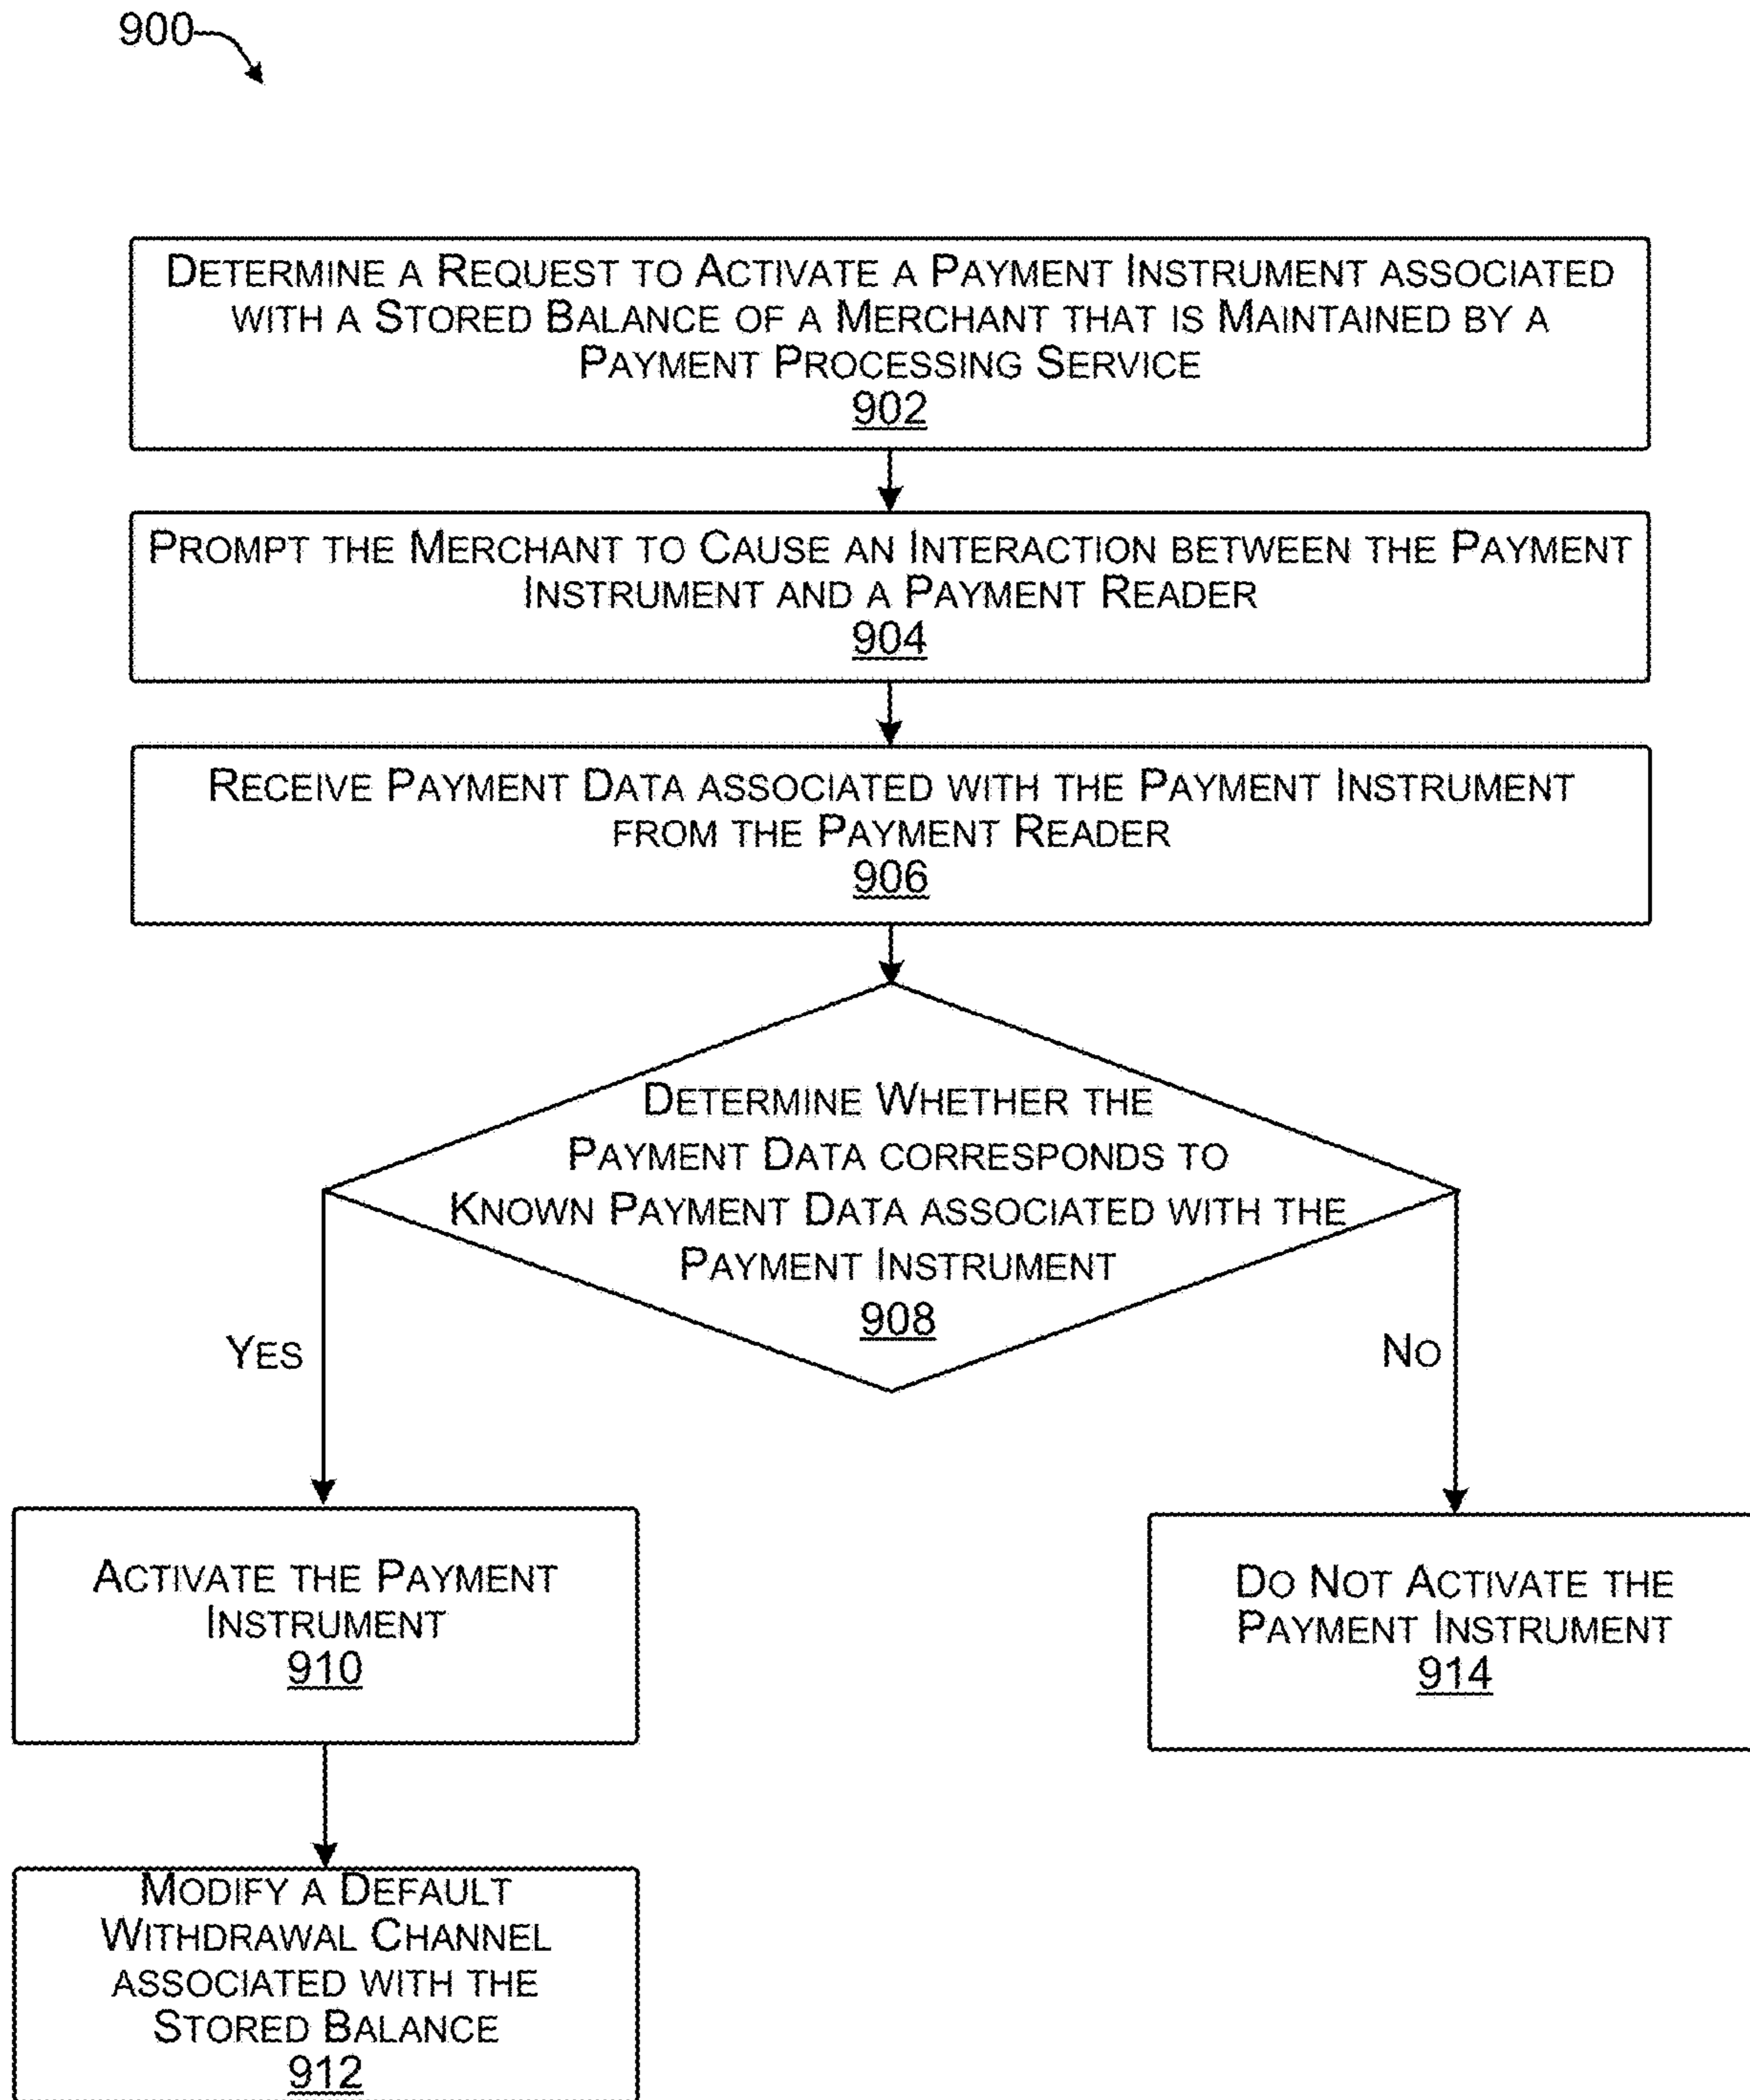 900
DETERMINE A REQUEST TO ACTIVATE A PAYMENT INSTRUMENT ASSOCIATED
WITH A STORED BALANCE OF A MERCHANT THAT IS MAINTAINED BY A
PAYMENT PROCESSING SERVICE
902
PROMPT THE MERCHANT TO CAUSE AN INTERACTION BETWEEN THE PAYMENT
INSTRUMENT AND A PAYMENT READER
904
RECEIVE PAYMENT DATA ASSOCIATED WITH THE PAYMENT INSTRUMENT
FROM THE PAYMENT READER
906
DETERMINE WHETHER THE
PAYMENT DATA CORRESPONDS TO
KNOWN PAYMENT DATA ASSOCIATED WITH THE
PAYMENT INSTRUMENT
908
YES
NO
ACTIVATE THE PAYMENT
INSTRUMENT
910
DO NOT ACTIVATE THE
PAYMENT INSTRUMENT
914
MODIFY A DEFAULT
WITHDRAWAL CHANNEL
ASSOCIATED WITH THE
STORED BALANCE
912